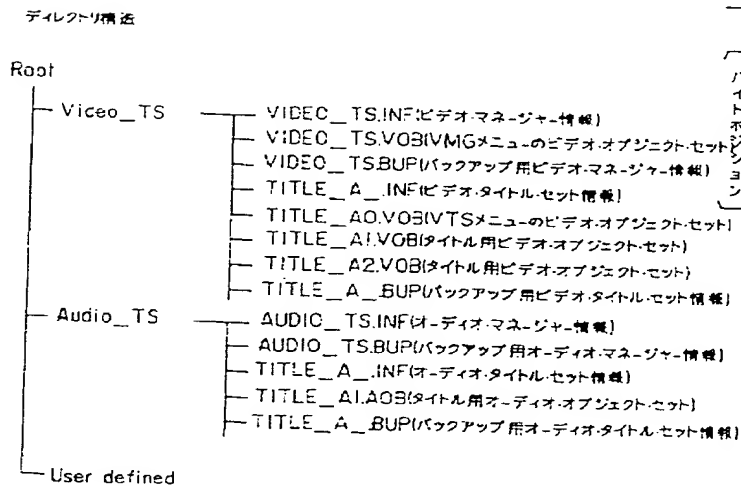 ディレクトリ構造
Root
Video_TS
VIDEO_TS.INF(ビデオ・マネージャー情報)
VIDEO_TS.VOB(VMGメニューのビデオ・オブジェクト・セット)
VIDEO_TS.BUP(バックアップ用ビデオ・マネージャー情報)
TITLE_A_.INF(ビデオ・タイトル・セット情報)
TITLE_A0.VOB(VTSメニューのビデオ・オブジェクト・セット)
TITLE_A1.VOB(タイトル用ビデオ・オブジェクト・セット)
TITLE_A2.VOB(タイトル用ビデオ・オブジェクト・セット)
TITLE_A_.BUP(バックアップ用ビデオ・タイトル・セット情報)
Audio_TS
AUDIO_TS.INF(オーディオ・マネージャー情報)
AUDIO_TS.BUP(バックアップ用オーディオ・マネージャー情報)
TITLE_A_.INF(オーディオ・タイトル・セット情報)
TITLE_A1.AOB(タイトル用オーディオ・オブジェクト・セット)
TITLE_A_.BUP(バックアップ用オーディオ・タイトル・セット情報)
User defined
バイトポジション